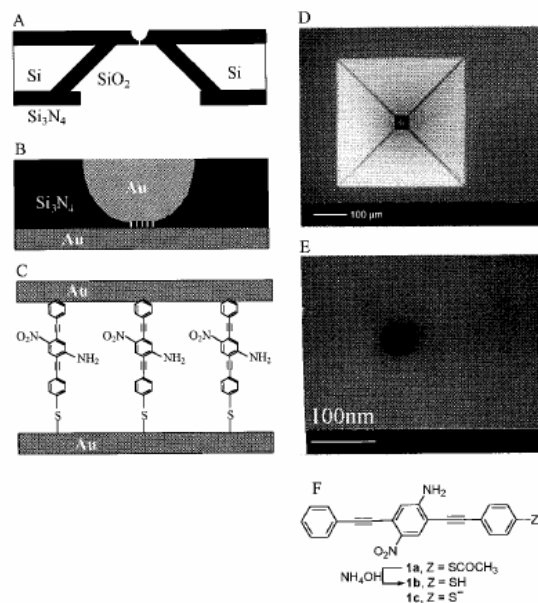 A
Si
SiO2
Si
Si3N4
B
Au
Si3N4
Au
C
Au
O2N
NH2
O2N
NH2
O2N
NH2
S
S
S
Au
D
100 µm
E
100nm
F
NH2
Z
O2N
1a, Z = SCOCH3
NH4OH
1b, Z = SH
1c, Z = S⁻